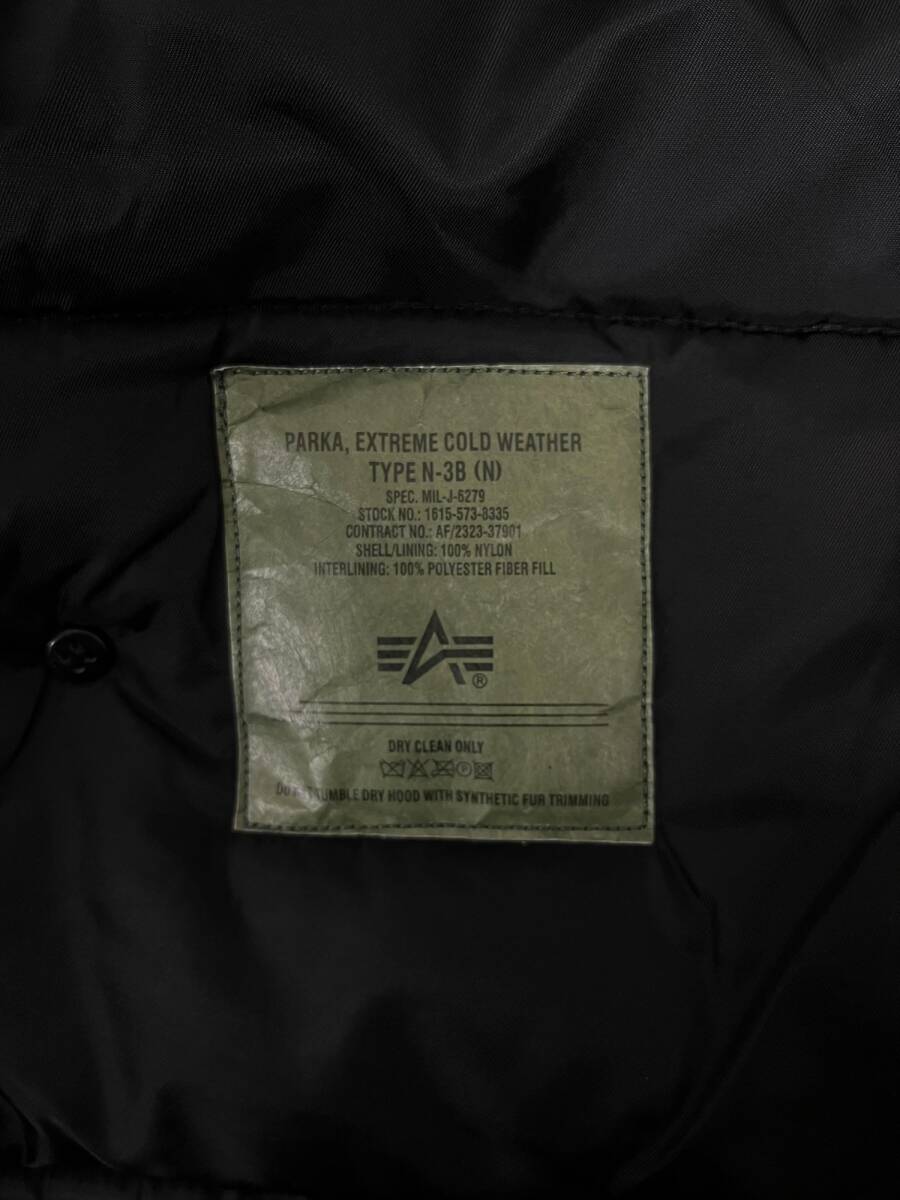 PARKA, EXTREME COLD WEATHER
TYPE N-3B (N)
SPEC. MIL-J-6279
STOCK NO.: 1615-573-8335
CONTRACT NO.: AF/2323-37901
SHELL/LINING: 100% NYLON
INTERLINING: 100% POLYESTER FIBER FILL
®
DRY CLEAN ONLY
P
DO NOT TUMBLE DRY HOOD WITH SYNTHETIC FUR TRIMMING